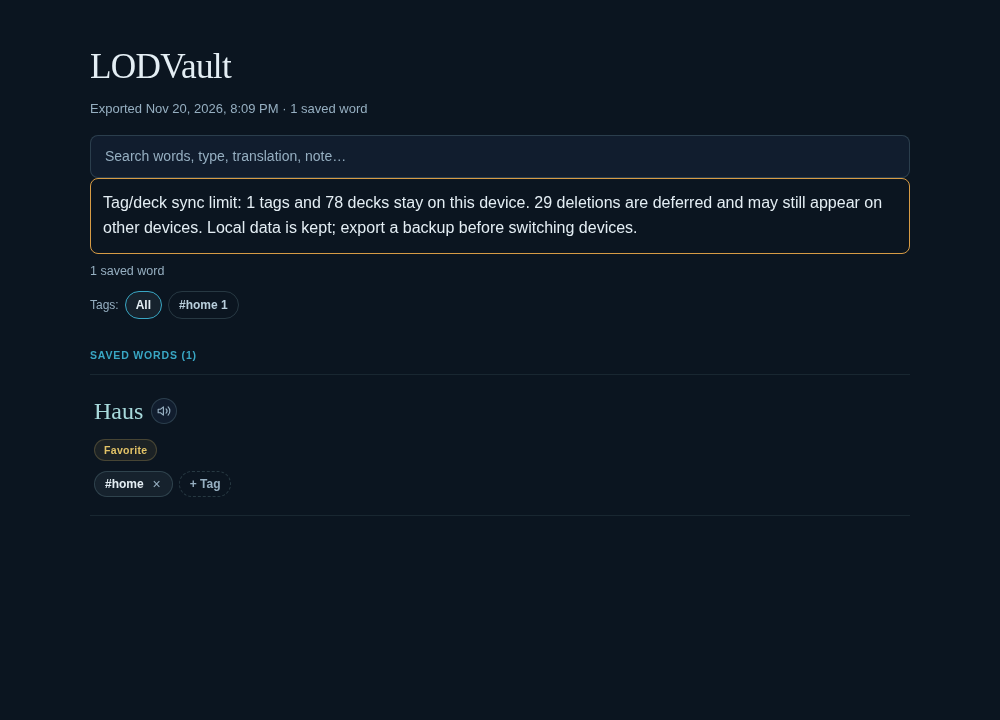 LODVault
Exported Nov 20, 2026, 8:09 PM · 1 saved word
Search words, type, translation, note…
Tag/deck sync limit: 1 tags and 78 decks stay on this device. 29 deletions are deferred and may still appear on
other devices. Local data is kept; export a backup before switching devices.
1 saved word
Tags: All #home 1
SAVED WORDS (1)
Haus
Favorite
#home × + Tag